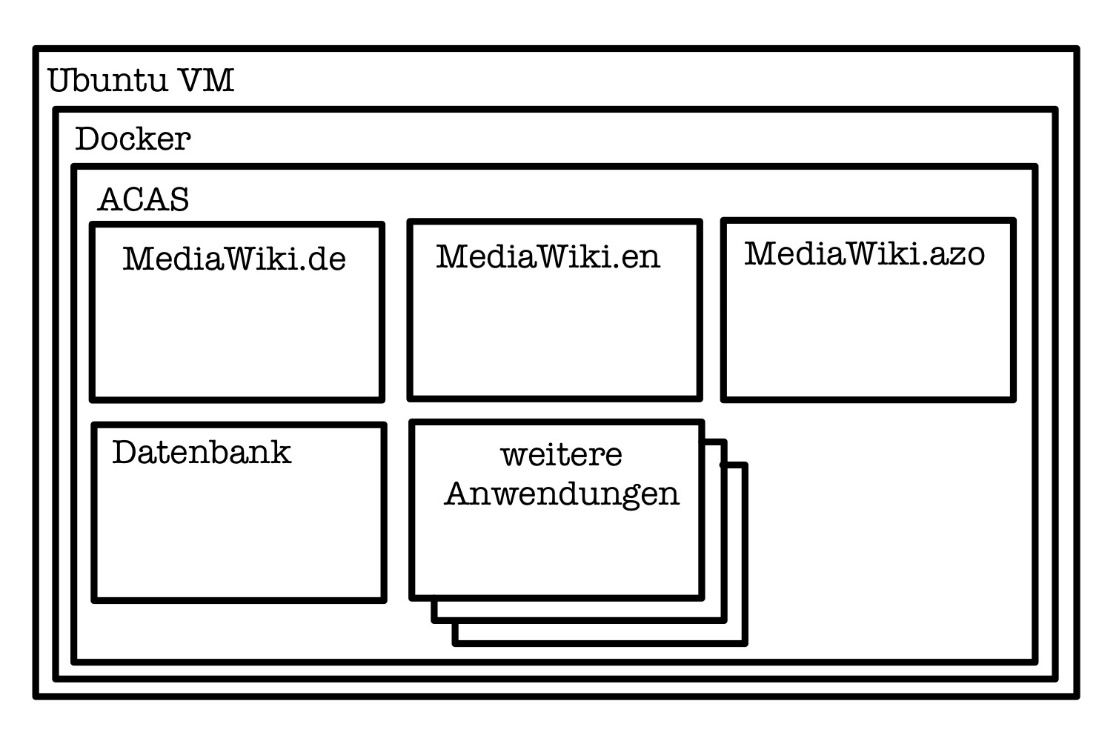 Ubuntu VM
Docker
ACAS
MediaWiki.de
MediaWiki.en
MediaWiki.azo
Datenbank
weitere
Anwendungen